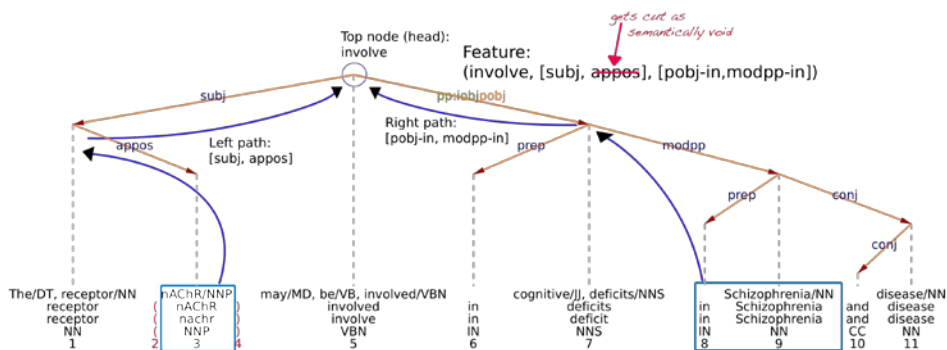 gets cut as
semantically void
Top node (head):
involve
Feature:
(involve, [subj, appos], [pobj-in,modpp-in])
subj
pp:iobjpobj
appos
Left path:
[subj, appos]
Right path:
[pobj-in, modpp-in]
prep
modpp
prep
conj
conj
The/DT, receptor/NN nAChR/NNP may/MD, be/VB, involved/VBN cognitive/JJ, deficits/NNS Schizophrenia/NN disease/NN
receptor ( nAChR ) involved in deficits in Schizophrenia and disease
receptor ( nachr ) involve in deficit in Schizophrenia and disease
NN ( NNP ) VBN IN NNS IN NN CC NN
1 2 3 4 5 6 7 8 9 10 11